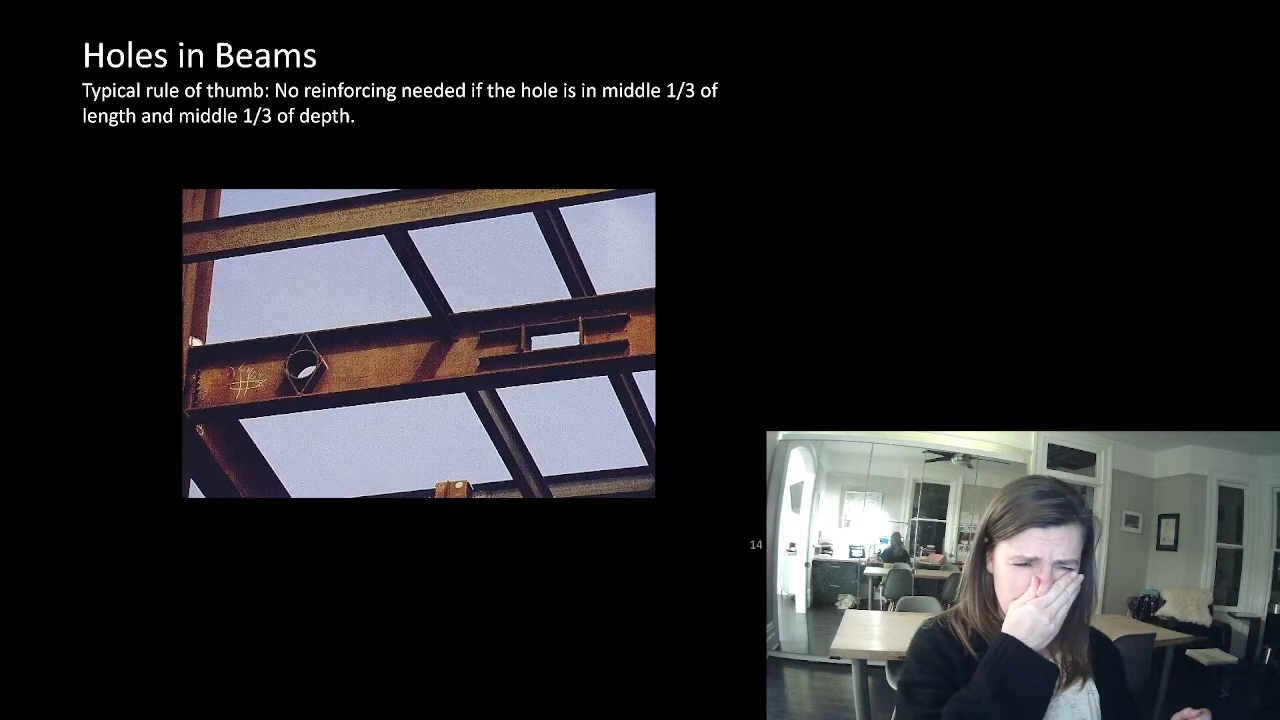 Holes in Beams
Typical rule of thumb: No reinforcing needed if the hole is in middle 1/3 of
length and middle 1/3 of depth.
14